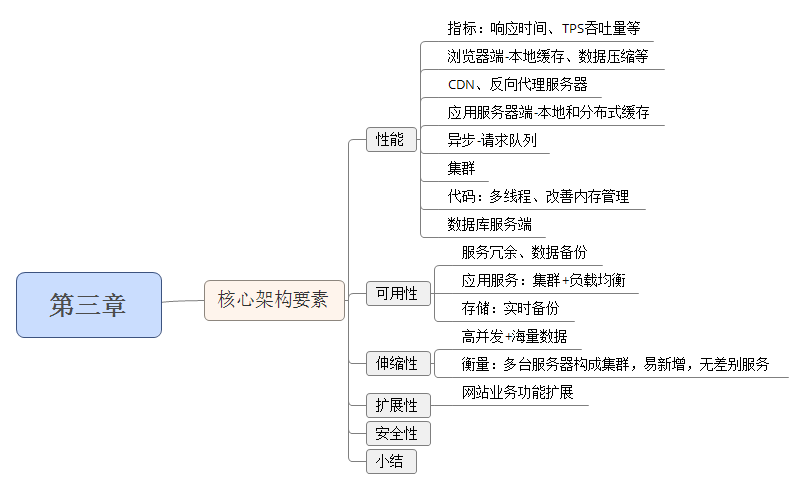 第三章
核心架构要素
性能
指标：响应时间、TPS吞吐量等
浏览器端-本地缓存、数据压缩等
CDN、反向代理服务器
应用服务器端-本地和分布式缓存
异步-请求队列
集群
代码：多线程、改善内存管理
数据库服务端
可用性
服务冗余、数据备份
应用服务：集群+负载均衡
存储：实时备份
伸缩性
高并发+海量数据
衡量：多台服务器构成集群，易新增，无差别服务
扩展性
网站业务功能扩展
安全性
小结